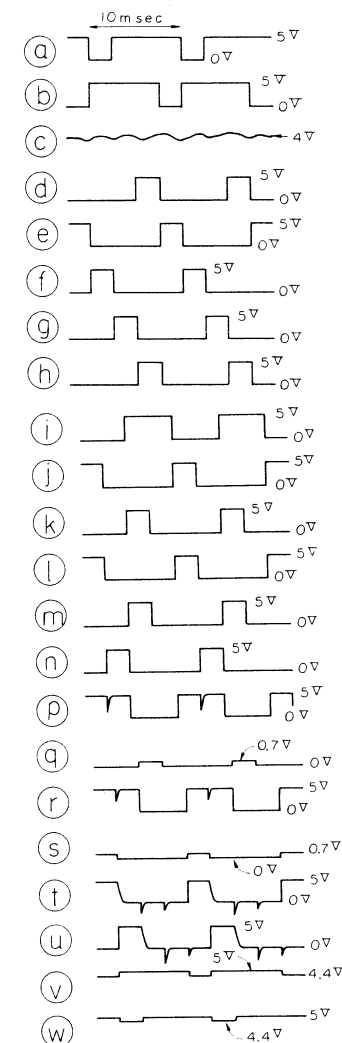 10 msec
a 5V
0V
b 5V
0V
c 4V
d 5V
0V
e 5V
0V
f 5V
0V
g 5V
0V
h 5V
0V
i 5V
0V
j 5V
0V
k 5V
0V
l 5V
0V
m 5V
0V
n 5V
0V
p 5V
0V
q 0.7V
0V
r 5V
0V
s 0.7V
0V
t 5V
0V
u 5V
0V
v 5V
4.4V
w 5V
4.4V